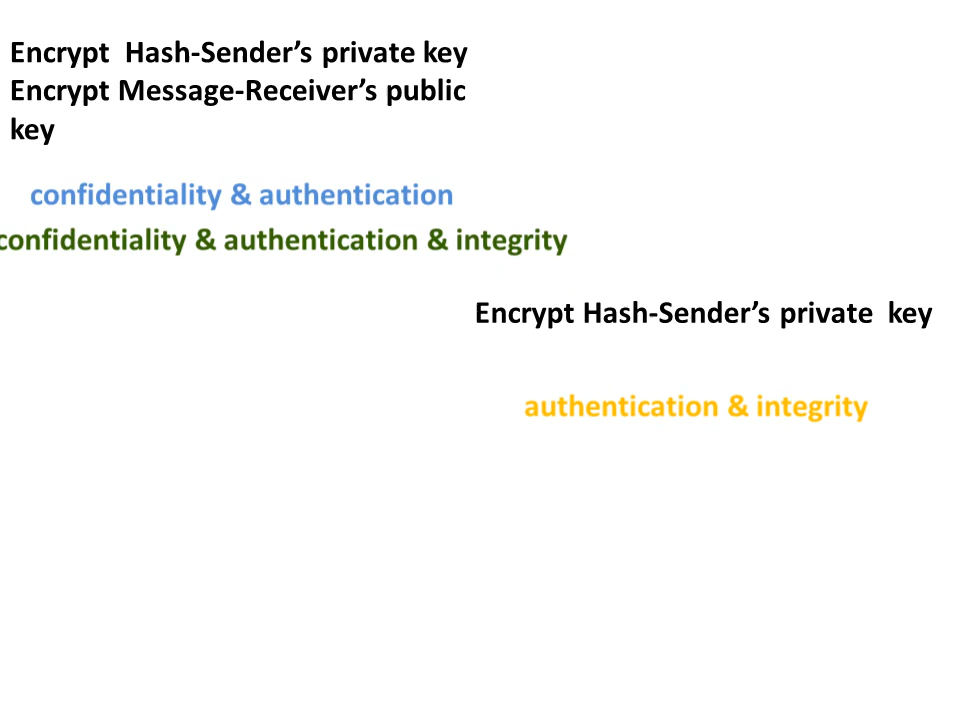 Encrypt  Hash-Sender’s private key
Encrypt Message-Receiver’s public
key
confidentiality & authentication
confidentiality & authentication & integrity
Encrypt Hash-Sender’s private  key
authentication & integrity